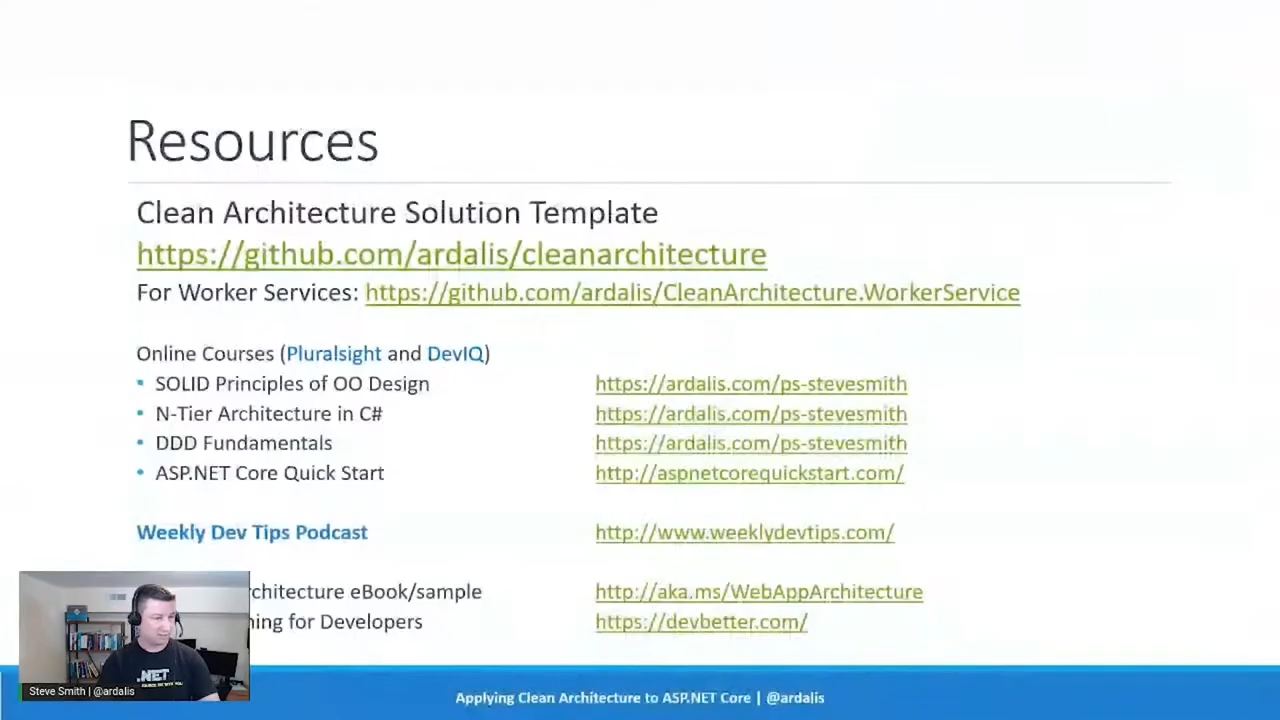 Resources
Clean Architecture Solution Template
https://github.com/ardalis/cleanarchitecture
For Worker Services: https://github.com/ardalis/CleanArchitecture.WorkerService
Online Courses (Pluralsight and DevIQ)
• SOLID Principles of OO Design https://ardalis.com/ps-stevesmith
• N-Tier Architecture in C# https://ardalis.com/ps-stevesmith
• DDD Fundamentals https://ardalis.com/ps-stevesmith
• ASP.NET Core Quick Start http://aspnetcorequickstart.com/
Weekly Dev Tips Podcast http://www.weeklydevtips.com/
eBook/sample http://aka.ms/WebAppArchitecture
for Developers https://devbetter.com/
.NET
Steve Smith | @ardalis
Applying Clean Architecture to ASP.NET Core | @ardalis